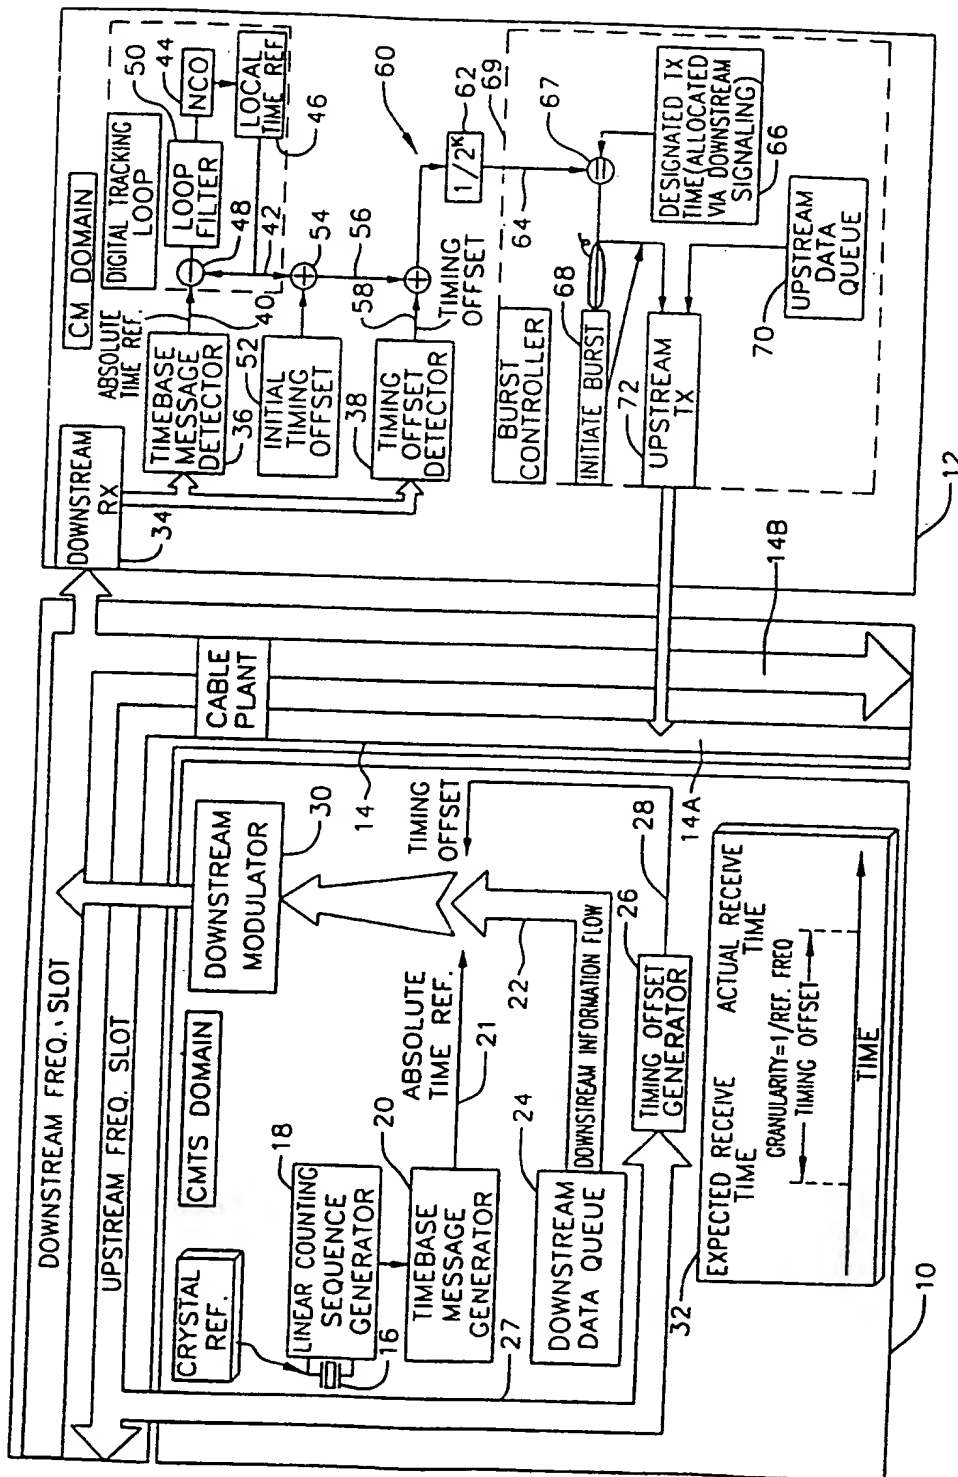 DOWNSTREAM FREQ. SLOT
UPSTREAM FREQ. SLOT
CMTS DOMAIN
CRYSTAL
REF.
16
18
LINEAR COUNTING
SEQUENCE
GENERATOR
20
TIMEBASE
MESSAGE
GENERATOR
ABSOLUTE
TIME REF.
21
22
24
DOWNSTREAM
DATA QUEUE
DOWNSTREAM INFORMATION FLOW
27
DOWNSTREAM
MODULATOR
30
TIMING
OFFSET
14
26
TIMING OFFSET
GENERATOR
28
32
EXPECTED RECEIVE
TIME
ACTUAL RECEIVE
TIME
GRANULARITY=1/REF. FREQ
TIMING OFFSET
TIME
10
CABLE
PLANT
14A
14B
DOWNSTREAM
RX
34
CM DOMAIN
DIGITAL TRACKING
LOOP
ABSOLUTE
TIME REF.
40
TIMEBASE
MESSAGE
DETECTOR
36
LOOP
FILTER
50
48
NCO
44
LOCAL
TIME REF.
46
42
52
INITIAL
TIMING
OFFSET
54
56
38
TIMING
OFFSET
DETECTOR
58
TIMING
OFFSET
60
1/2K
62
64
69
67
BURST
CONTROLLER
68
INITIATE BURST
DESIGNATED TX
TIME(ALLOCATED
VIA DOWNSTREAM
SIGNALING)
66
72
UPSTREAM
TX
70
UPSTREAM
DATA
QUEUE
12